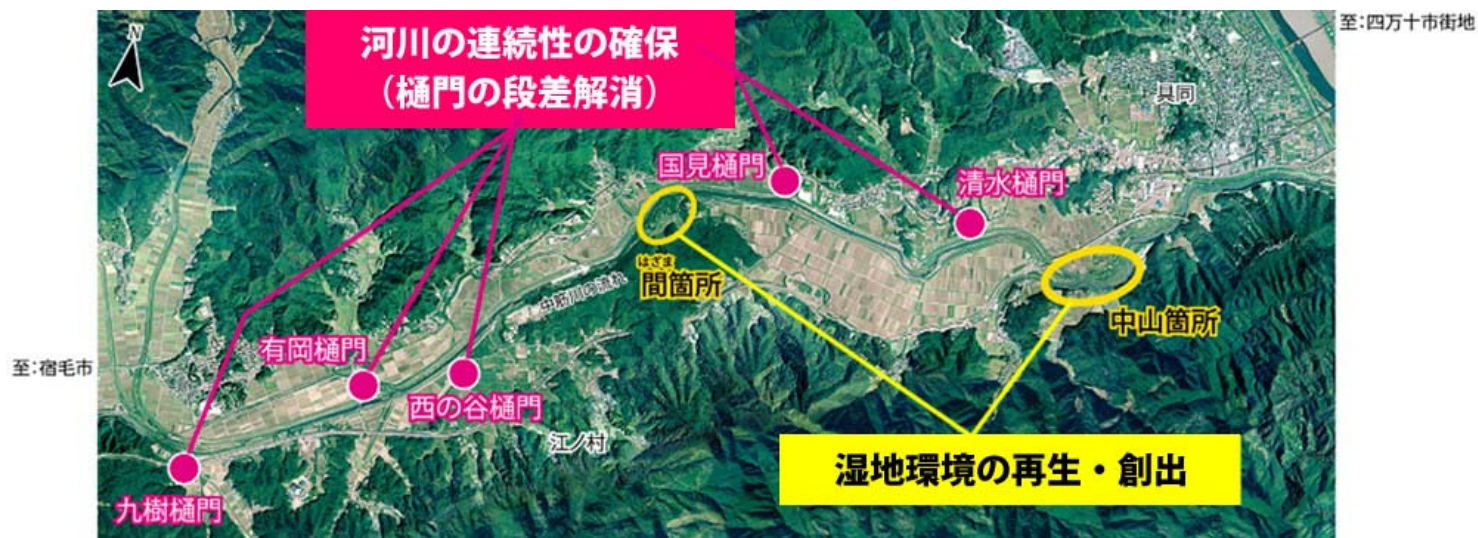 至:四万十市街地
N
河川の連続性の確保
(樋門の段差解消)
具同
国見樋門
清水樋門
はざま
間箇所
中筋川の流れ
中山箇所
有岡樋門
至:宿毛市
西の谷樋門
江ノ村
湿地環境の再生・創出
九樹樋門